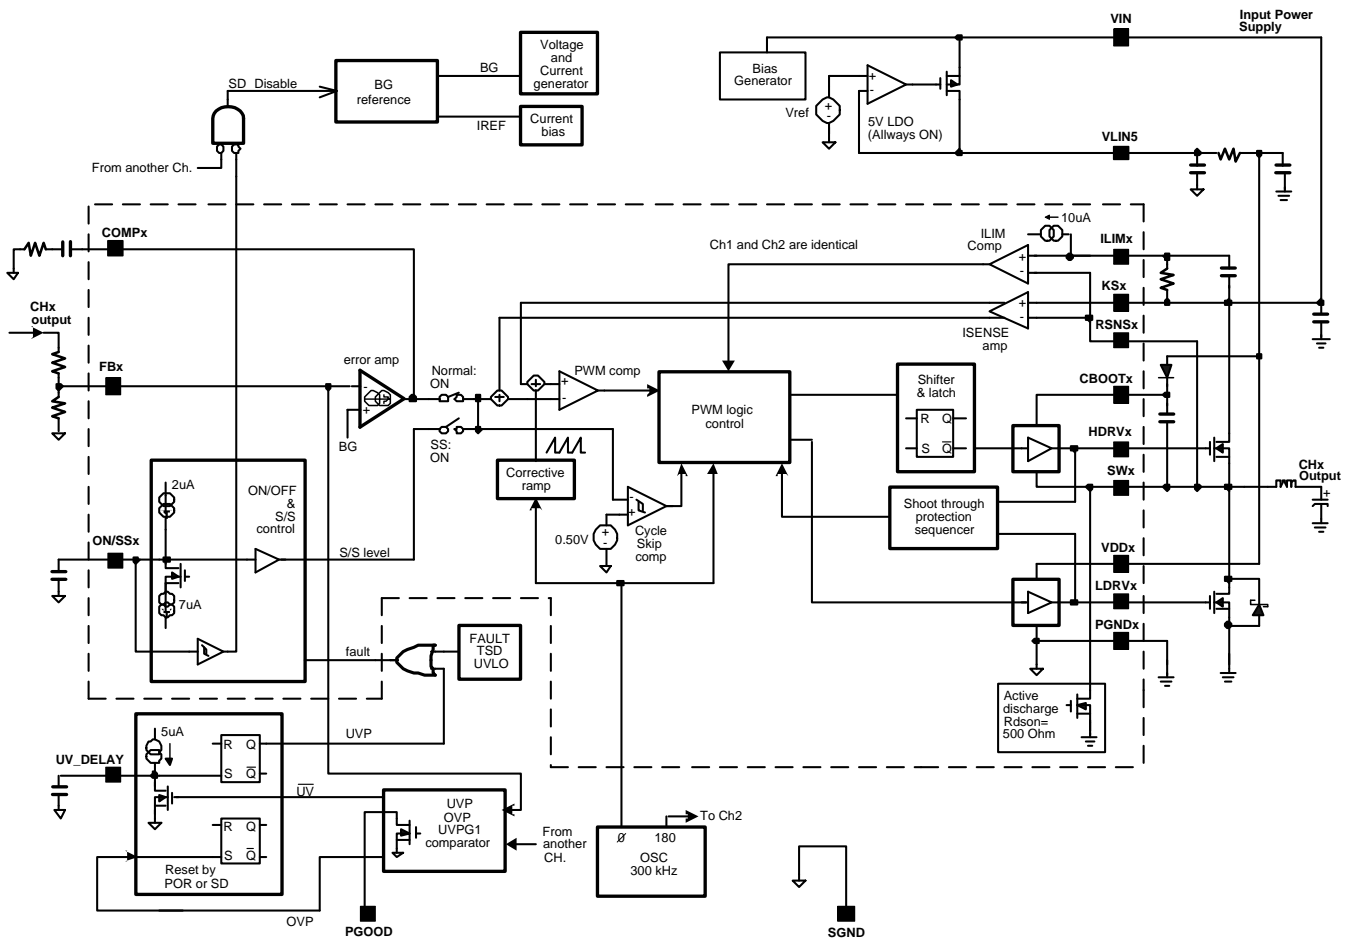 VIN
Input Power
Supply
Voltage
and
Current
generator
BG
SD Disable
BG
reference
IREF
Current
bias
Bias
Generator
Vref
+
-
+
-
5V LDO
(Allways ON)
VLIN5
From another Ch.
COMPx
Ch1 and Ch2 are identical
10uA
ILIM
Comp
+
-
ILIMx
KSx
+
-
ISENSE
amp
RSNSx
CHx
output
FBx
error amp
-
+
BG
Normal:
ON
SS:
ON
+
+
+
-
PWM comp
PWM logic
control
Shifter
& latch
R Q
S Q
CBOOTx
HDRVx
SWx
CHx
Output
+
Corrective
ramp
0.50V
+
-
-
+
Cycle
Skip
comp
Shoot through
protection
sequencer
VDDx
LDRVx
PGNDx
ON/SSx
2uA
ON/OFF
&
S/S
control
7uA
S/S level
fault
FAULT
TSD
UVLO
Active
discharge
Rdson=
500 Ohm
UV_DELAY
5uA
R Q
S Q
UVP
UV
R Q
S Q
Reset by
POR or SD
OVP
UVP
OVP
UVPG1
comparator
From
another
CH.
PGOOD
To Ch2
0 180
OSC
300 kHz
SGND